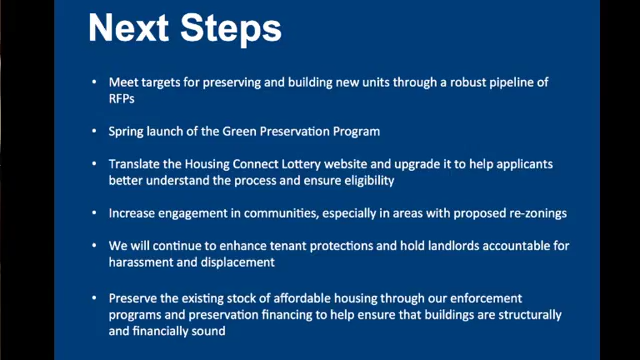 Next Steps
• Meet targets for preserving and building new units through a robust pipeline of
RFPs
• Spring launch of the Green Preservation Program
• Translate the Housing Connect Lottery website and upgrade it to help applicants
better understand the process and ensure eligibility
• Increase engagement in communities, especially in areas with proposed re-zonings
• We will continue to enhance tenant protections and hold landlords accountable for
harassment and displacement
• Preserve the existing stock of affordable housing through our enforcement
programs and preservation financing to help ensure that buildings are structurally
and financially sound